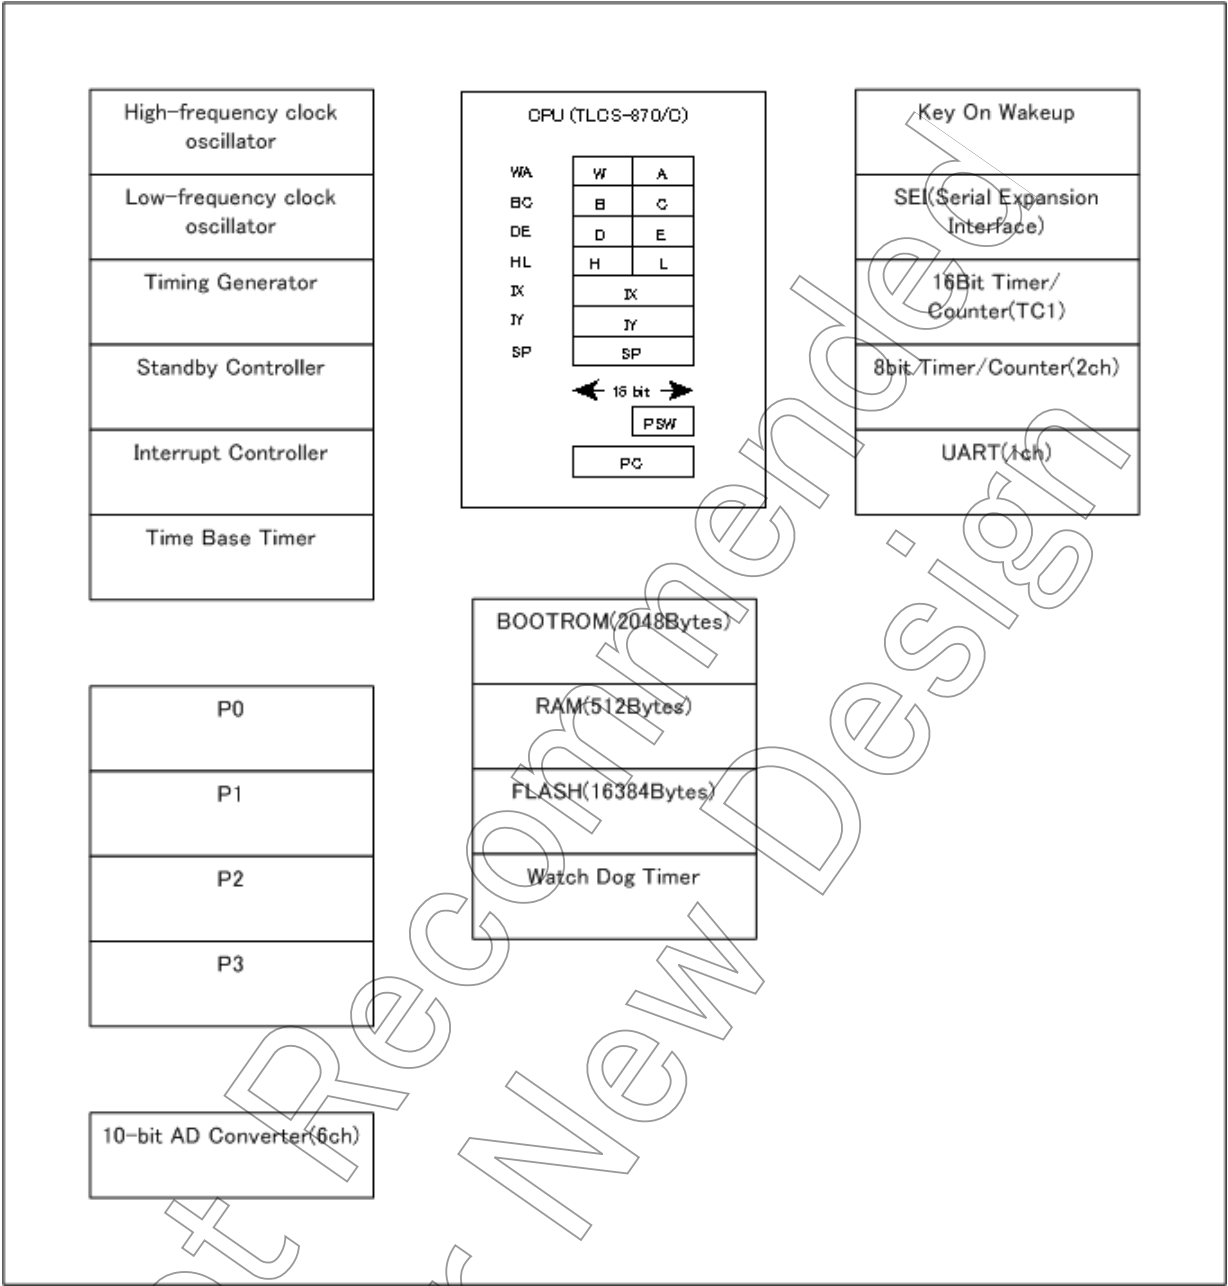 High-frequency clock
oscillator
Low-frequency clock
oscillator
Timing Generator
Standby Controller
Interrupt Controller
Time Base Timer
CPU (TLCS-870/C)
WA W A
BC B C
DE D E
HL H L
IX IX
IY IY
SP SP
16 bit
PSW
PC
Key On Wakeup
SEI(Serial Expansion
Interface)
16Bit Timer/
Counter(TC1)
8bit Timer/Counter(2ch)
UART(1ch)
BOOTROM(2048Bytes)
RAM(512Bytes)
FLASH(16384Bytes)
Watch Dog Timer
P0
P1
P2
P3
10-bit AD Converter(6ch)
t Recommended
r New Design